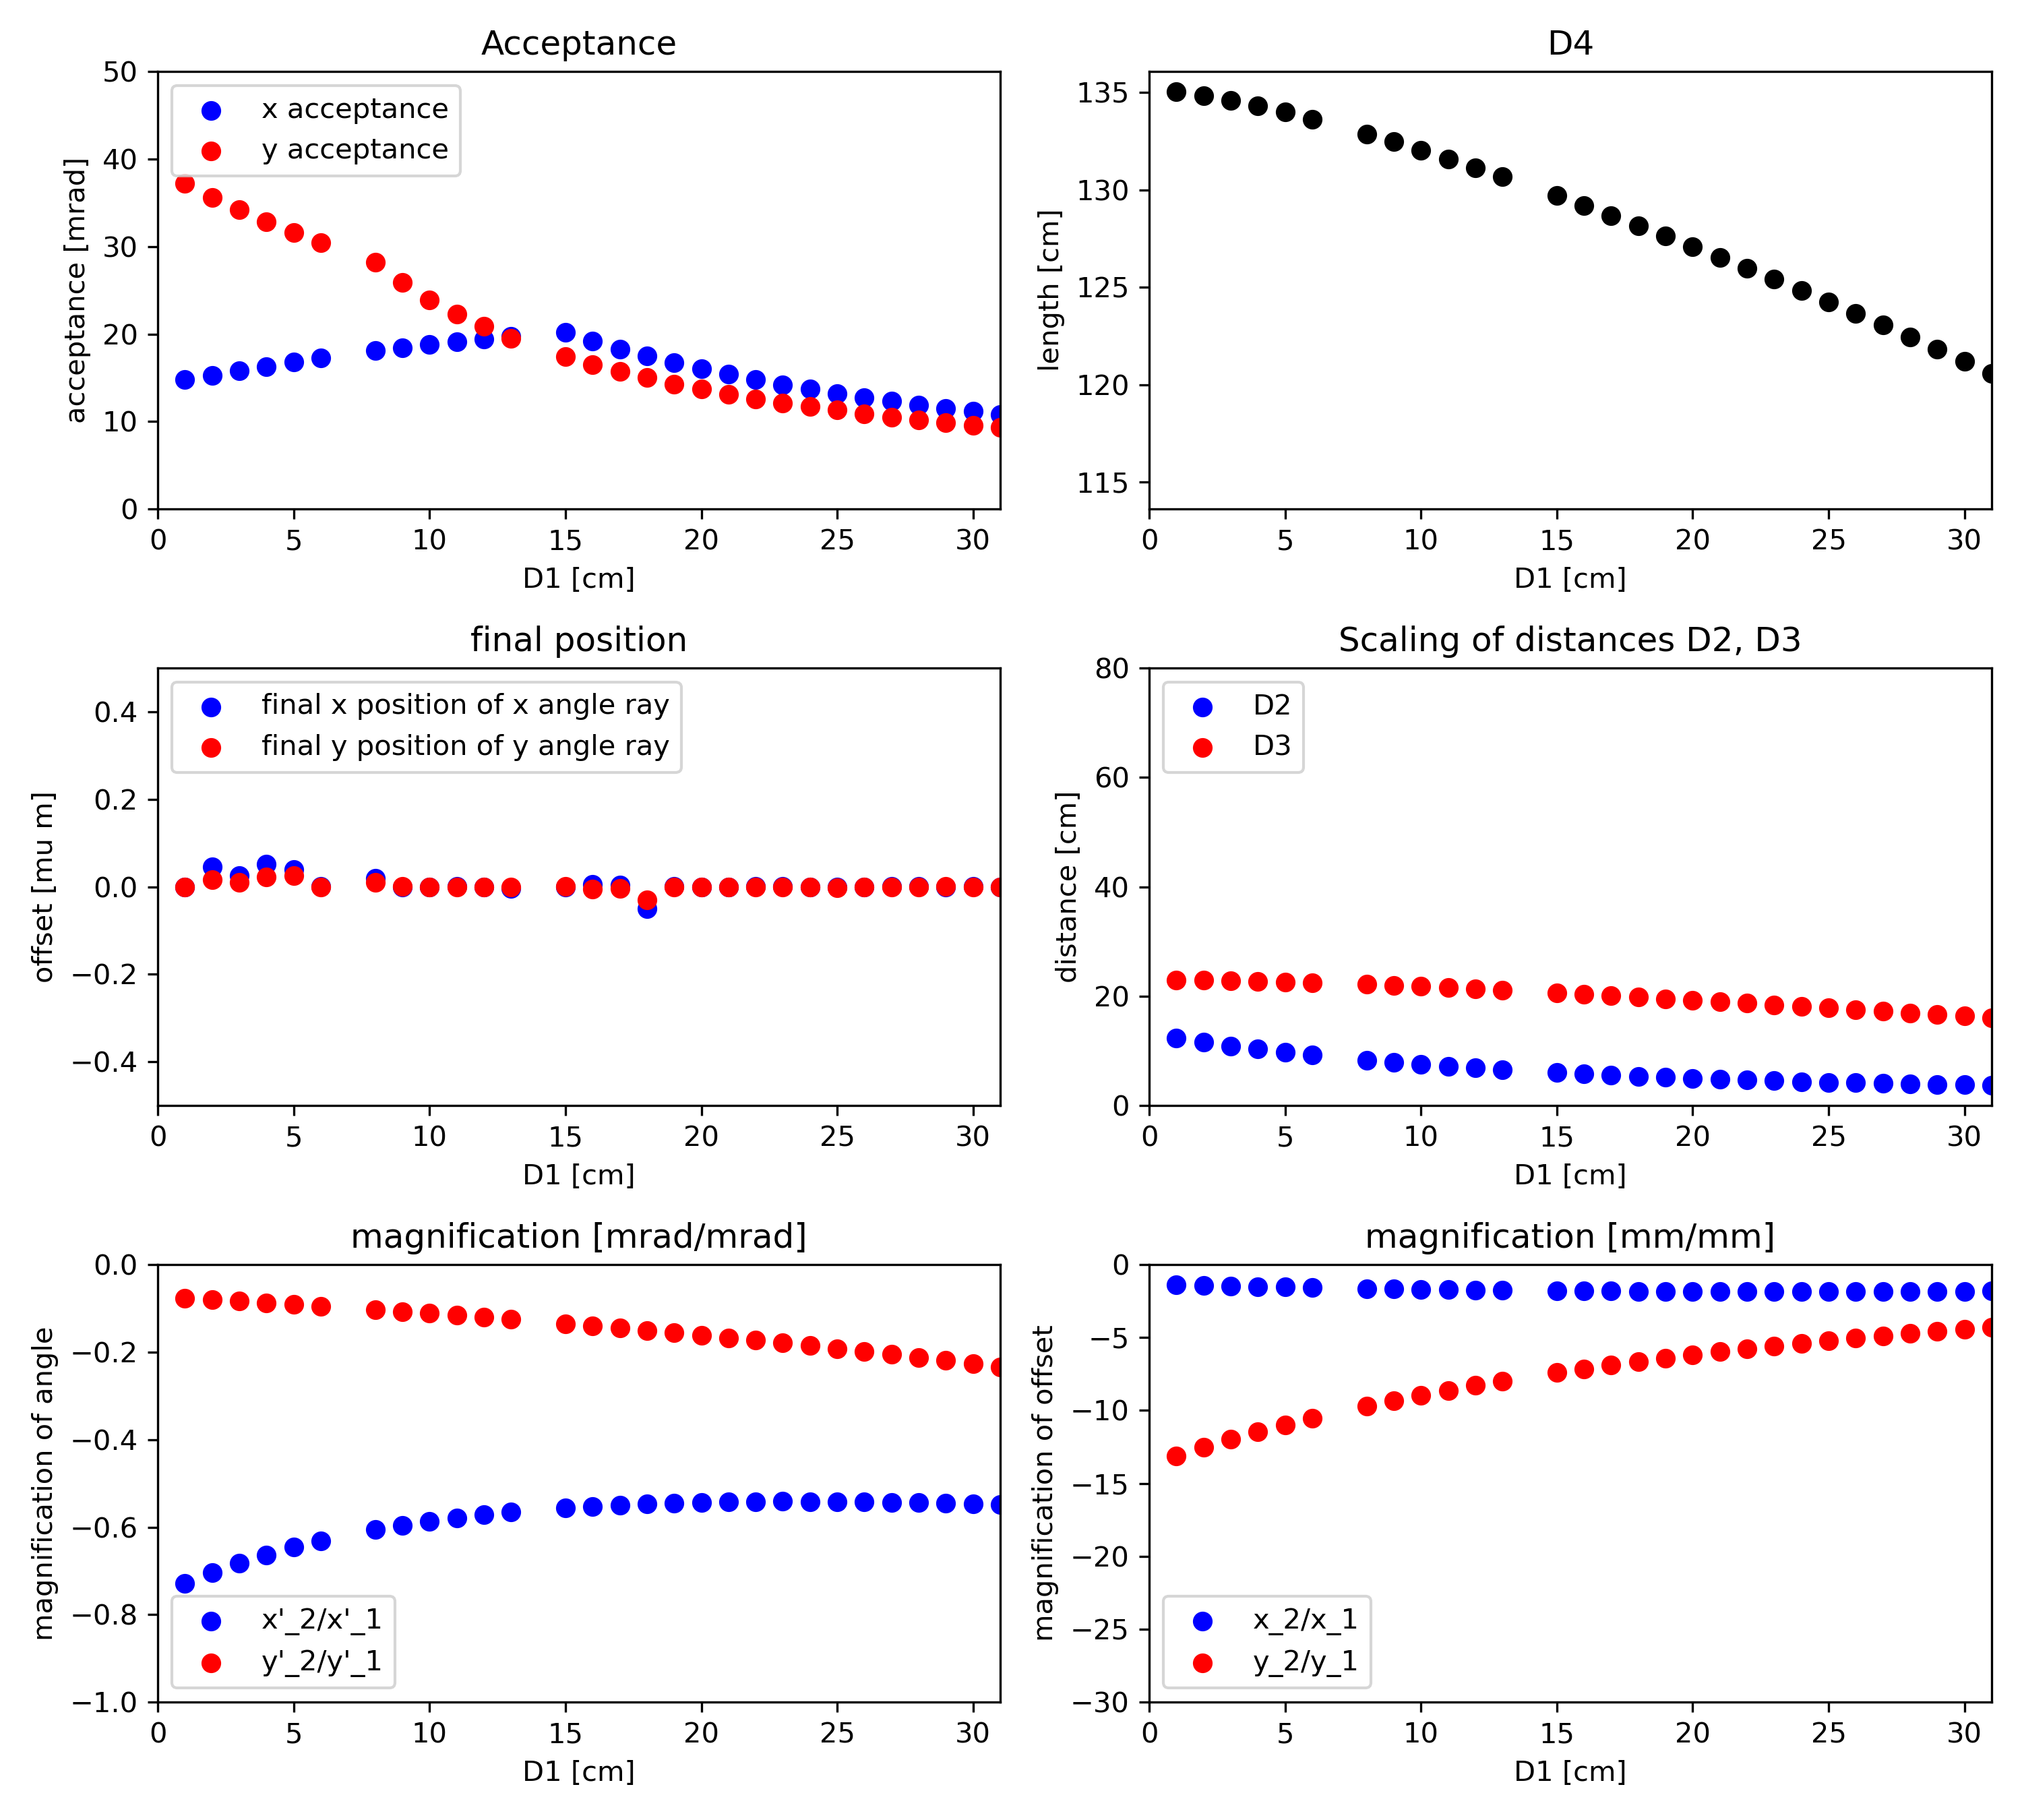 Acceptance
50
40
30
20
10
0
acceptance [mrad]
x acceptance
y acceptance
0 5 10 15 20 25 30
D1 [cm]
D4
135
130
125
120
115
length [cm]
0 5 10 15 20 25 30
D1 [cm]
final position
0.4
0.2
0.0
−0.2
−0.4
offset [mu m]
final x position of x angle ray
final y position of y angle ray
0 5 10 15 20 25 30
D1 [cm]
Scaling of distances D2, D3
80
60
40
20
0
distance [cm]
D2
D3
0 5 10 15 20 25 30
D1 [cm]
magnification [mrad/mrad]
0.0
−0.2
−0.4
−0.6
−0.8
−1.0
magnification of angle
x'_2/x'_1
y'_2/y'_1
0 5 10 15 20 25 30
D1 [cm]
magnification [mm/mm]
0
−5
−10
−15
−20
−25
−30
magnification of offset
x_2/x_1
y_2/y_1
0 5 10 15 20 25 30
D1 [cm]